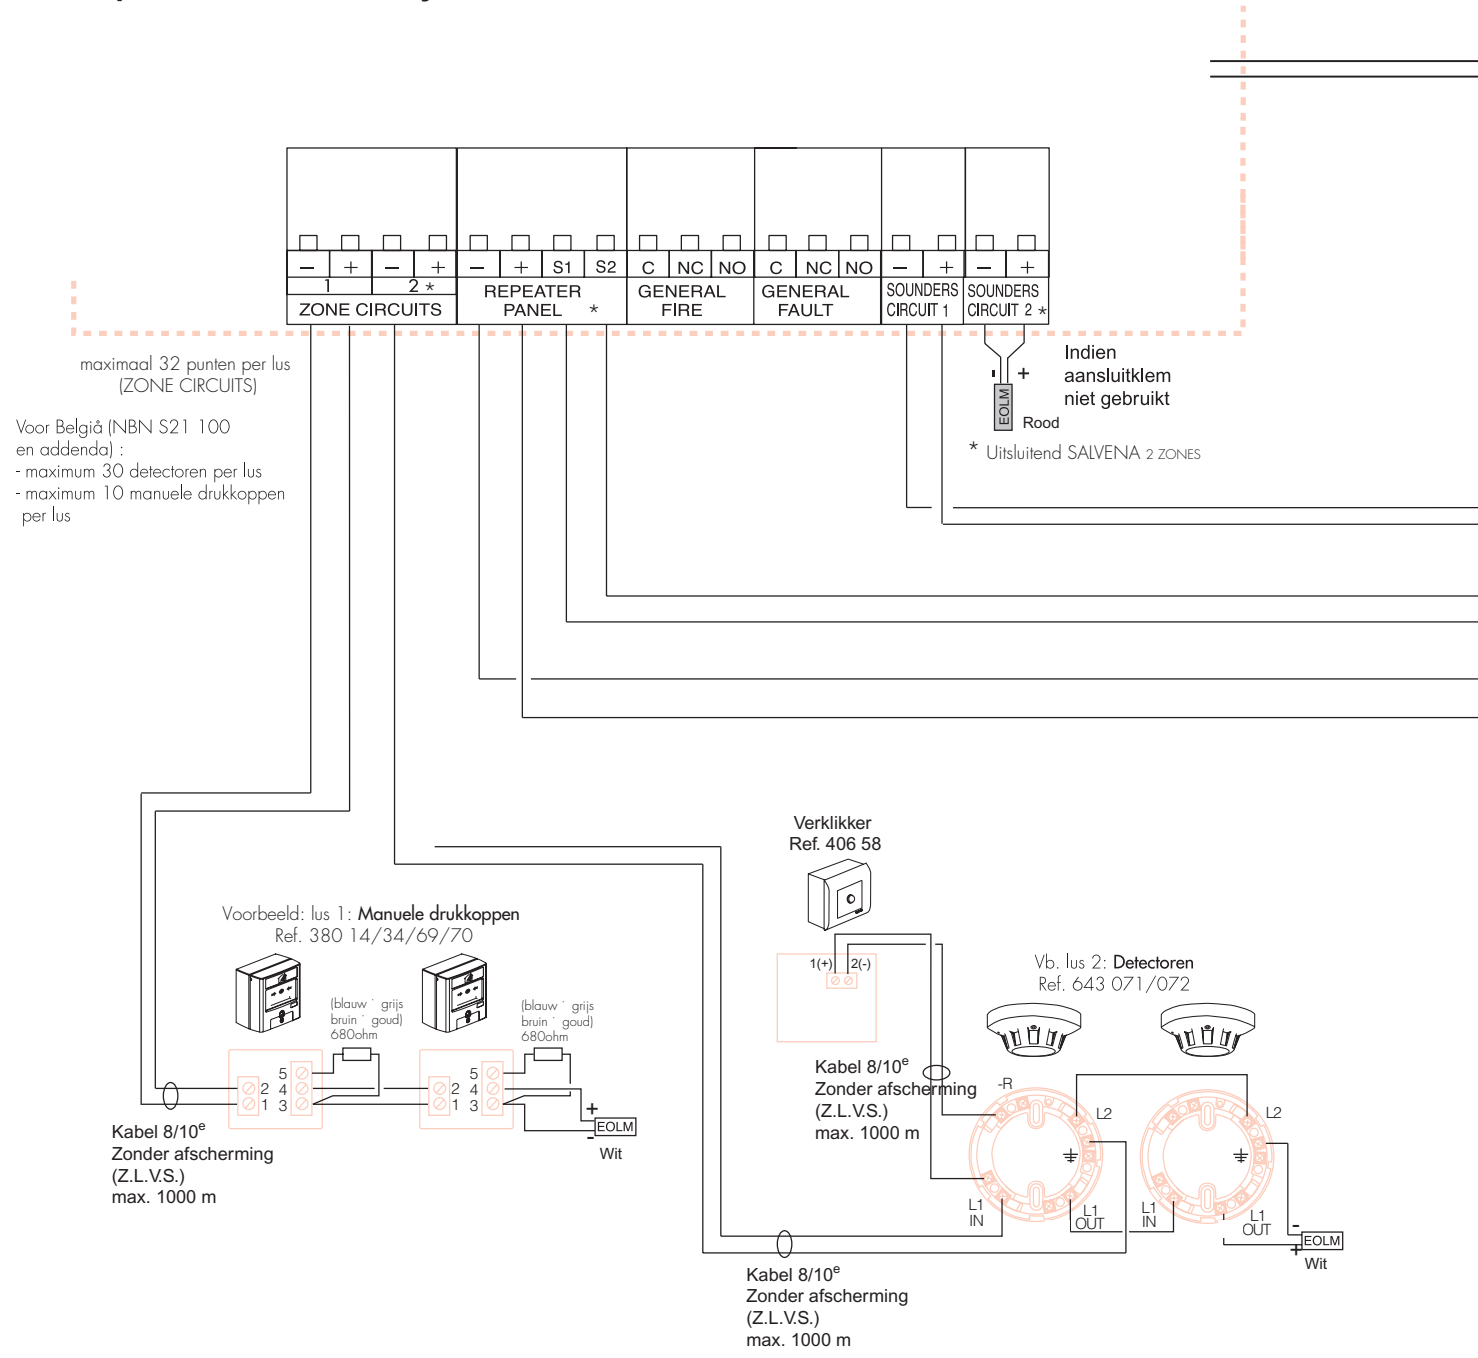 - + - +
1 2 *
ZONE CIRCUITS
- + S1 S2
REPEATER
PANEL *
C NC NO
GENERAL
FIRE
C NC NO
GENERAL
FAULT
- +
SOUNDERS
CIRCUIT 1
- +
SOUNDERS
CIRCUIT 2 *
maximaal 32 punten per lus
(ZONE CIRCUITS)
Voor Belgiå (NBN S21 100
en addenda) :
- maximum 30 detectoren per lus
- maximum 10 manuele drukkoppen
per lus
- +
EOLM
Rood
Indien
aansluitklem
niet gebruikt
* Uitsluitend SALVENA 2 ZONES
Voorbeeld: lus 1: Manuele drukkoppen
Ref. 380 14/34/69/70
(blauw ˙ grijs
bruin ˙ goud)
680ohm
(blauw ˙ grijs
bruin ˙ goud)
680ohm
5
2 4
1 3
5
2 4
1 3
+
EOLM
-
Wit
Kabel 8/10e
Zonder afscherming
(Z.L.V.S.)
max. 1000 m
Verklikker
Ref. 406 58
1(+) 2(-)
Kabel 8/10e
Zonder afscherming
(Z.L.V.S.)
max. 1000 m
Vb. lus 2: Detectoren
Ref. 643 071/072
-R
L2
L1
IN
L1
OUT
L2
L1
IN
L1
OUT
-
EOLM
+
Wit
Kabel 8/10e
Zonder afscherming
(Z.L.V.S.)
max. 1000 m